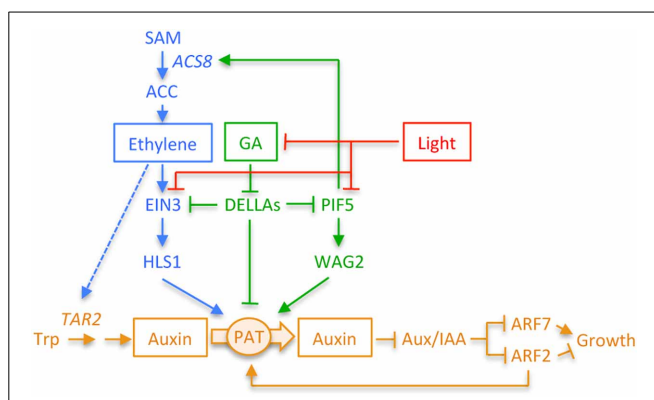 SAM
ACS8
ACC
Ethylene GA Light
EIN3 DELLAs PIF5
HLS1 WAG2
TAR2
Trp Auxin PAT Auxin Aux/IAA ARF7 Growth
ARF2